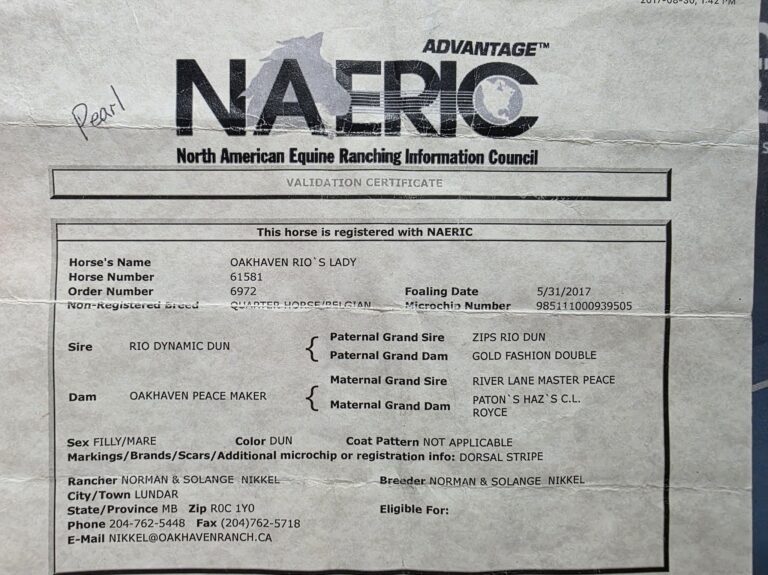 2017-08-30, 1:42 PM
Pearl
ADVANTAGE™
NAERIC
North American Equine Ranching Information Council
VALIDATION CERTIFICATE
This horse is registered with NAERIC
Horse's Name OAKHAVEN RIO`S LADY
Horse Number 61581
Order Number 6972 Foaling Date 5/31/2017
Non-Registered Breed QUARTER HORSE/BELGIAN Microchip Number 985111000939505
Paternal Grand Sire ZIPS RIO DUN
Sire RIO DYNAMIC DUN {
Paternal Grand Dam GOLD FASHION DOUBLE
Maternal Grand Sire RIVER LANE MASTER PEACE
Dam OAKHAVEN PEACE MAKER {
Maternal Grand Dam PATON`S HAZ`S C.L.
ROYCE
Sex FILLY/MARE Color DUN Coat Pattern NOT APPLICABLE
Markings/Brands/Scars/Additional microchip or registration info: DORSAL STRIPE
Rancher NORMAN & SOLANGE NIKKEL Breeder NORMAN & SOLANGE NIKKEL
City/Town LUNDAR
State/Province MB Zip R0C 1Y0 Eligible For:
Phone 204-762-5448 Fax (204)762-5718
E-Mail NIKKEL@OAKHAVENRANCH.CA